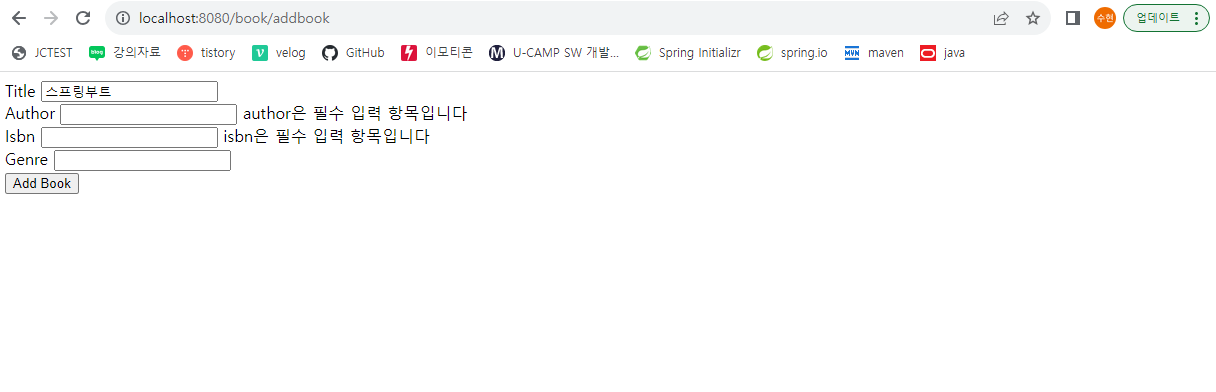 localhost:8080/book/addbook
수현
업데이트
JCTEST
blog 강의자료
tistory
velog
GitHub
이모티콘
M U-CAMP SW 개발...
Spring Initializr
spring.io
MVN maven
java
Title 스프링부트
Author author은 필수 입력 항목입니다
Isbn isbn은 필수 입력 항목입니다
Genre
Add Book